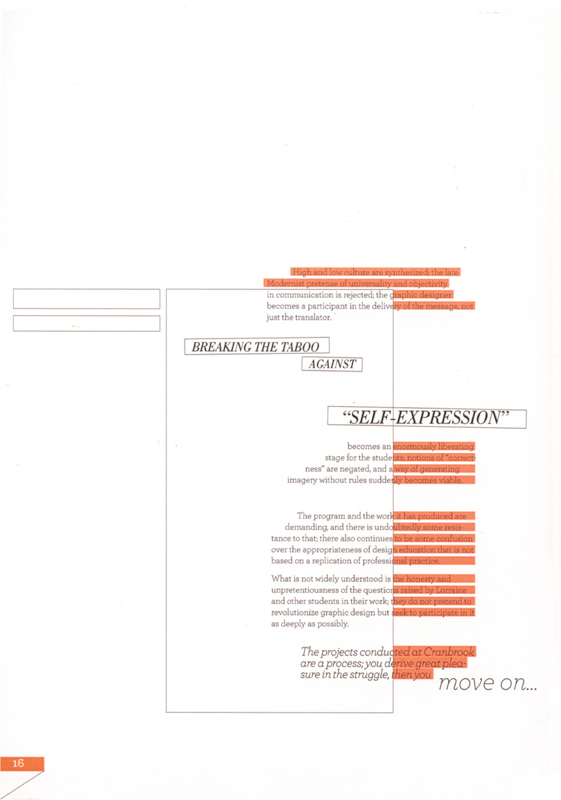 High and low culture are synthesized; the late
Modernist pretense of universality and objectivity
in communication is rejected; the graphic designer
becomes a participant in the delivery of the message, not
just the translator.
BREAKING THE TABOO
AGAINST
“SELF-EXPRESSION”
becomes an enormously liberating
stage for the students; notions of “correct-
ness” are negated, and a way of generating
imagery without rules suddenly becomes viable.
The program and the work it has produced are
demanding, and there is undoubtedly some resis-
tance to that; there also continues to be some confusion
over the appropriateness of design education that is not
based on a replication of professional practice.
What is not widely understood is the honesty and
unpretentiousness of the questions raised by Lorraine
and other students in their work; they do not pretend to
revolutionize graphic design but seek to participate in it
as deeply as possibly.
The projects conducted at Cranbrook
are a process; you derive great plea-
sure in the struggle, then you
move on...
16